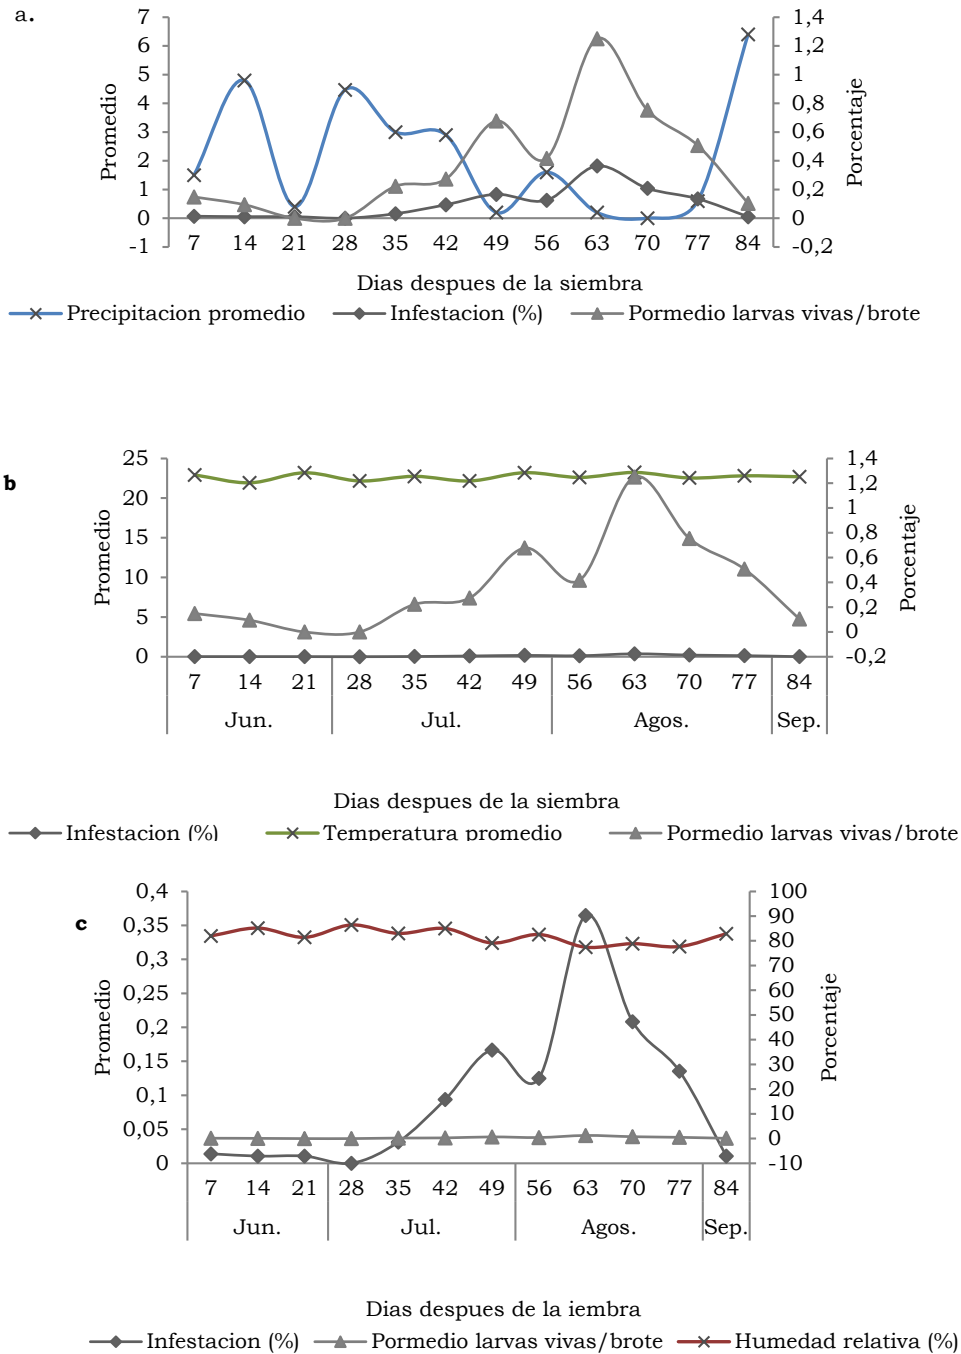 a.
7
6
5
4
3
2
1
0
-1
Promedio
1,4
1,2
1
0,8
0,6
0,4
0,2
0
-0,2
Porcentaje
7 14 21 28 35 42 49 56 63 70 77 84
Dias despues de la siembra
Precipitacion promedio Infestacion (%) Pormedio larvas vivas/brote
b
25
20
15
10
5
0
Promedio
1,4
1,2
1
0,8
0,6
0,4
0,2
0
-0,2
Porcentaje
7 14 21 28 35 42 49 56 63 70 77 84
Jun. Jul. Agos. Sep.
Dias despues de la siembra
Infestacion (%) Temperatura promedio Pormedio larvas vivas/brote
c
0,4
0,35
0,3
0,25
0,2
0,15
0,1
0,05
0
Promedio
100
90
80
70
60
50
40
30
20
10
0
-10
Porcentaje
7 14 21 28 35 42 49 56 63 70 77 84
Jun. Jul. Agos. Sep.
Dias despues de la iembra
Infestacion (%) Pormedio larvas vivas/brote Humedad relativa (%)